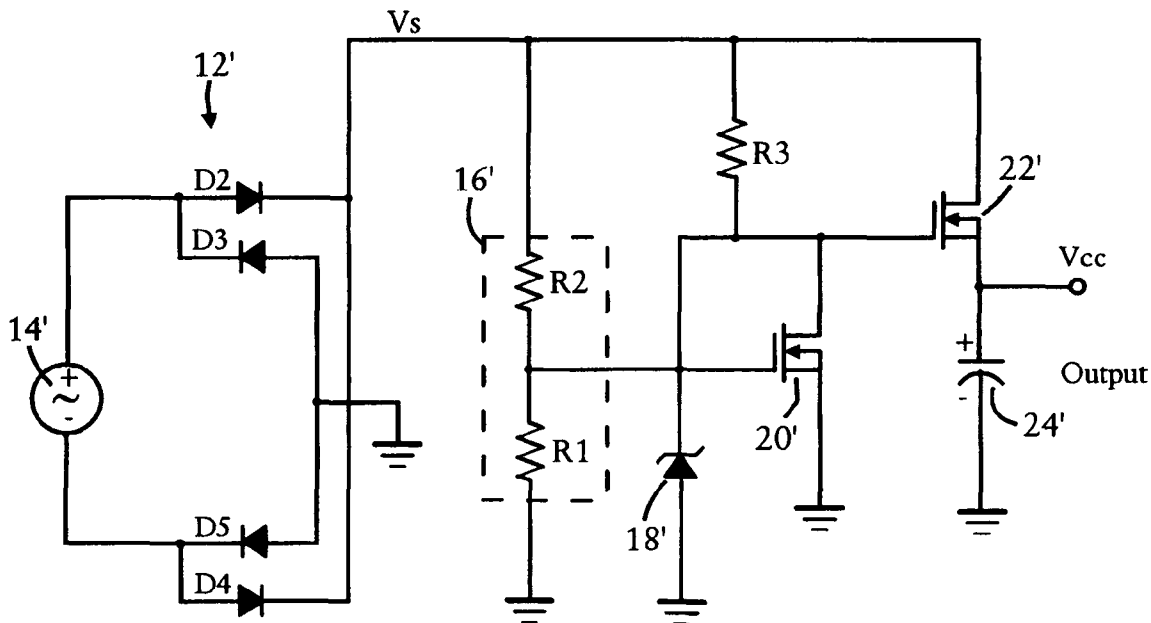 Vs
12'
D2
R3
16'
22'
D3
R2
Vcc
14'
+
~
-
+
-
Output
20'
24'
R1
18'
D5
D4